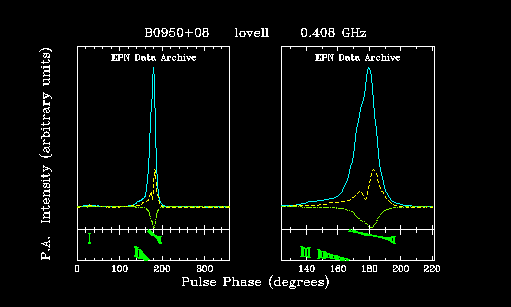 B0950+08 lovell 0.408 GHz
EPN Data Archive EPN Data Archive
P.A. Intensity (arbitrary units)
0 100 200 300 140 160 180 200 220
Pulse Phase (degrees)